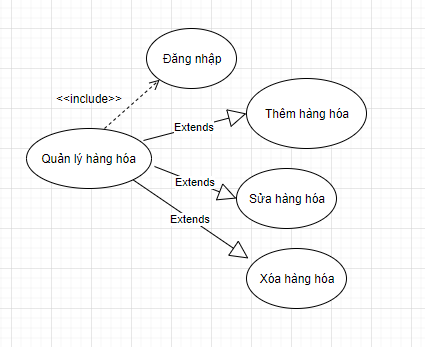 Đăng nhập
<<include>>
Thêm hàng hóa
Extends
Quản lý hàng hóa
Extends
Sửa hàng hóa
Extends
Xóa hàng hóa